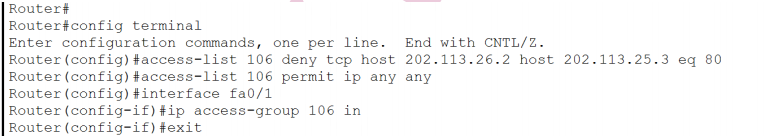 Router#
Router#config terminal
Enter configuration commands, one per line.  End with CNTL/Z.
Router(config)#access-list 106 deny tcp host 202.113.26.2 host 202.113.25.3 eq 80
Router(config)#access-list 106 permit ip any any
Router(config)#interface fa0/1
Router(config-if)#ip access-group 106 in
Router(config-if)#exit